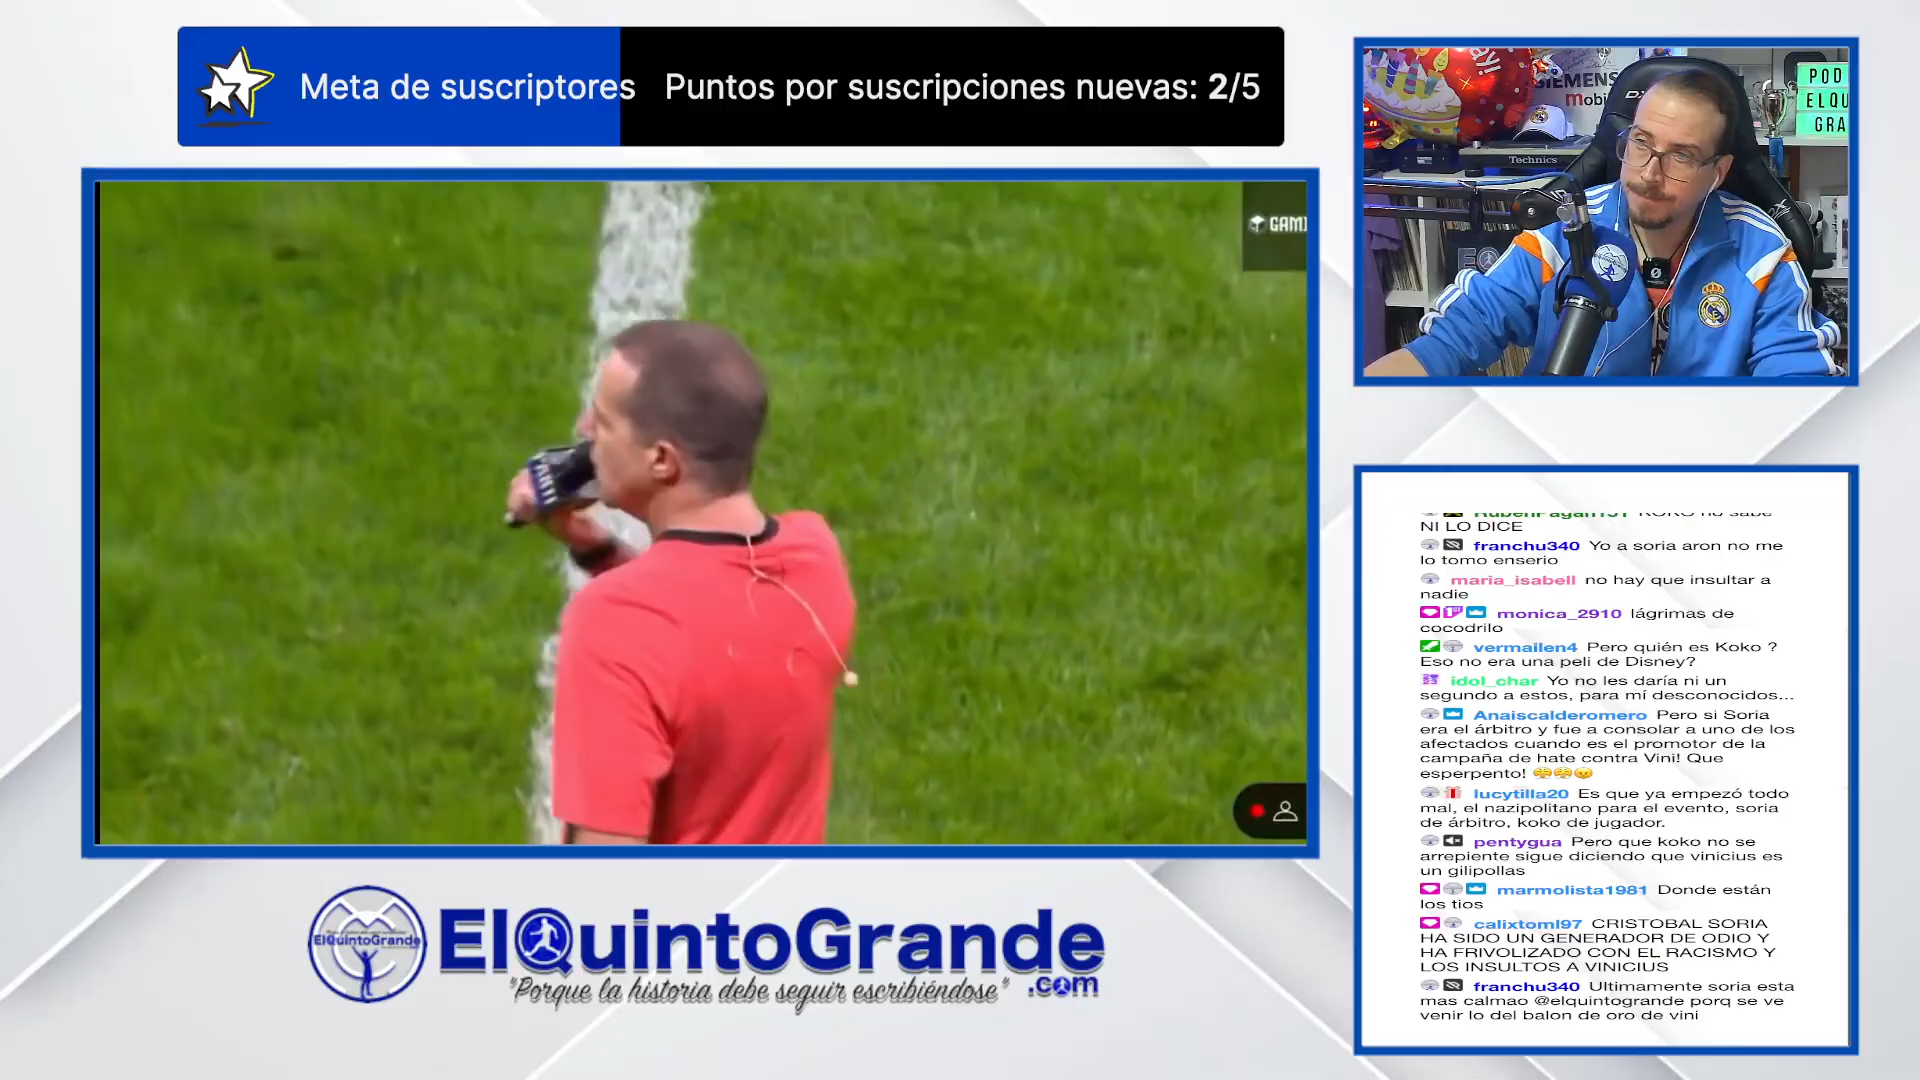 Meta de suscriptores
Puntos por suscripciones nuevas: 2/5
GAMI
SIEMENS
mobi
Technics
POD
ELQU
GRA
NI LO DICE
franchu340 Yo a soria aron no me
lo tomo enserio
maria_isabell no hay que insultar a
nadie
monica_2910 lágrimas de
cocodrilo
vermailen4 Pero quién es Koko ?
Eso no era una peli de Disney?
idol_char Yo no les daría ni un
segundo a estos, para mí desconocidos...
Anaiscalderomero Pero si Soria
era el árbitro y fue a consolar a uno de los
afectados cuando es el promotor de la
campaña de hate contra Vini! Que
esperpento! 😤😤😠
lucytilla20 Es que ya empezó todo
mal, el nazipolitano para el evento, soria
de árbitro, koko de jugador.
pentygua Pero que koko no se
arrepiente sigue diciendo que vinicius es
un gilipollas
marmolista1981 Donde están
los tios
calixtoml97 CRISTOBAL SORIA
HA SIDO UN GENERADOR DE ODIO Y
HA FRIVOLIZADO CON EL RACISMO Y
LOS INSULTOS A VINICIUS
franchu340 Ultimamente soria esta
mas calmao @elquintogrande porq se ve
venir lo del balon de oro de vini
ElQuintoGrande
ElQuintoGrande
"Porque la historia debe seguir escribiéndose"
.com